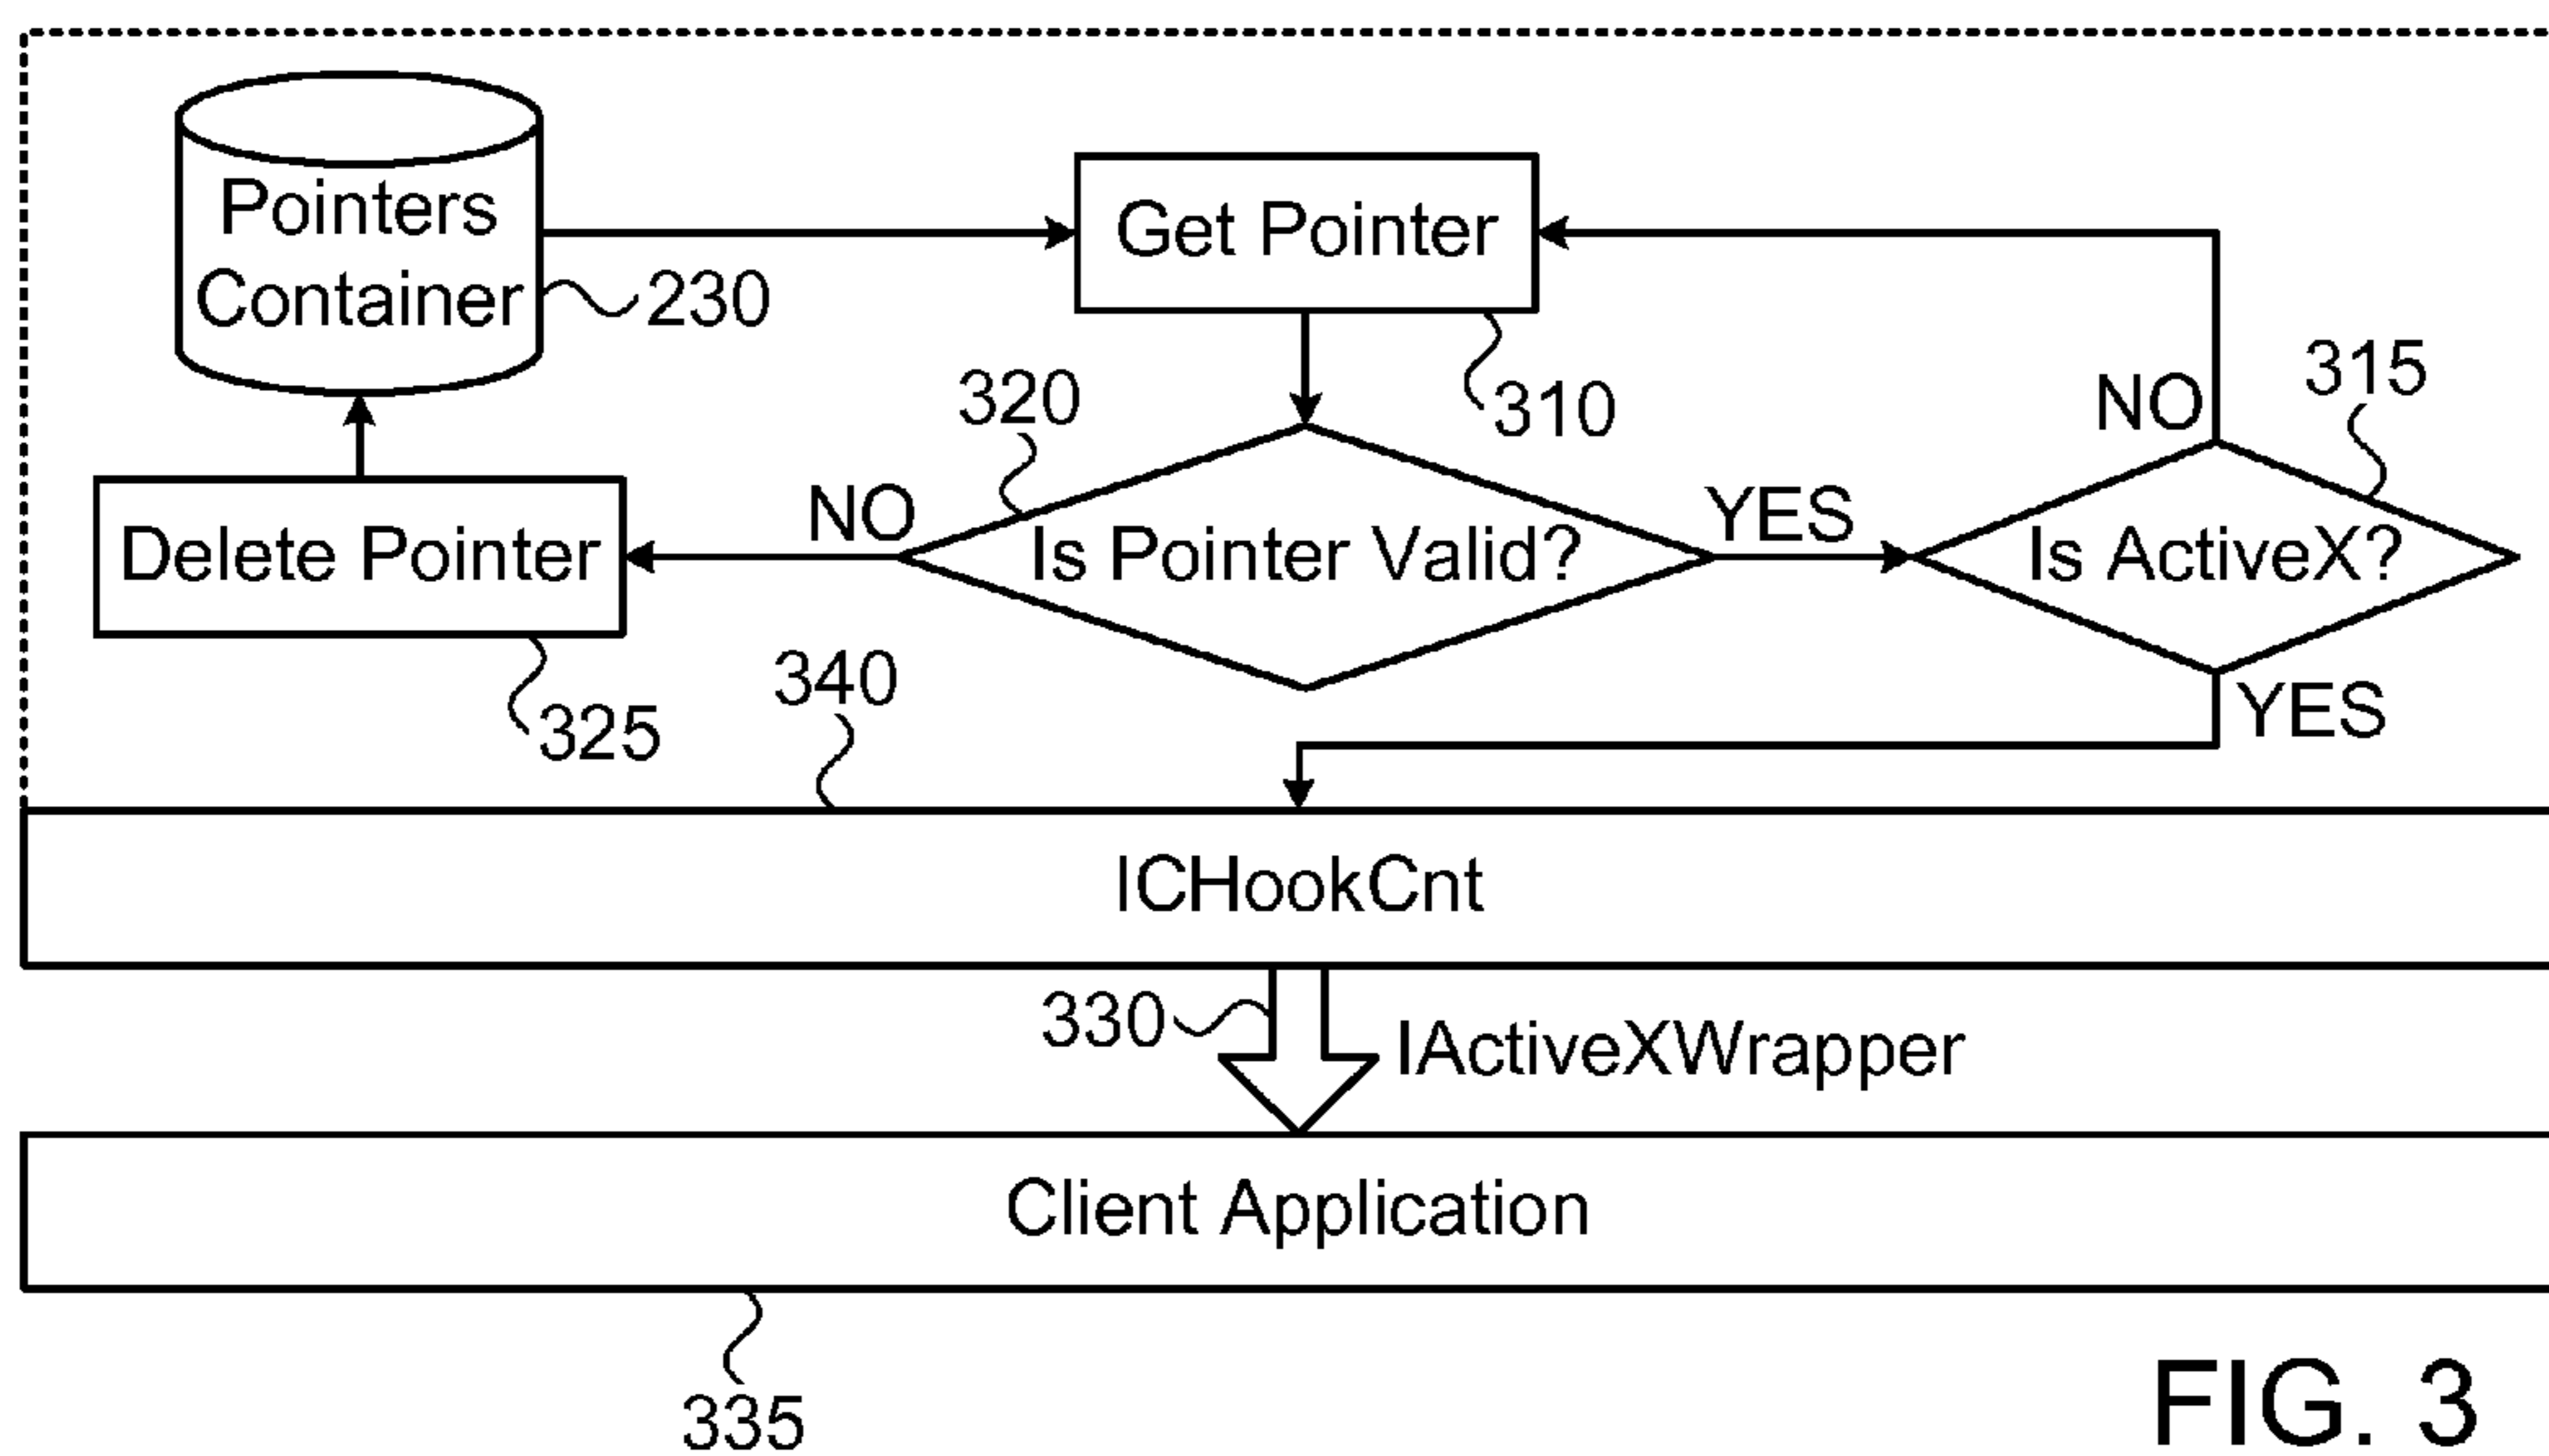 Pointers
Container
230
Get Pointer
310
320
315
NO
NO
YES
Delete Pointer
Is Pointer Valid?
Is ActiveX?
325
340
YES
ICHookCnt
330
IActiveXWrapper
Client Application
335
FIG. 3